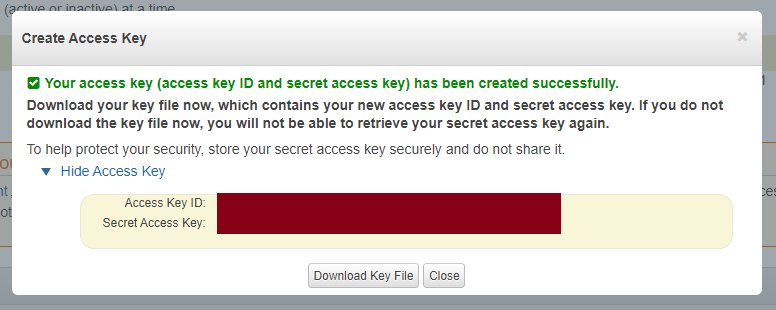 (active or inactive) at a time
Create Access Key
Your access key (access key ID and secret access key) has been created successfully.
Download your key file now, which contains your new access key ID and secret access key. If you do not
download the key file now, you will not be able to retrieve your secret access key again.
To help protect your security, store your secret access key securely and do not share it.
Hide Access Key
Access Key ID:
Secret Access Key:
Download Key File
Close